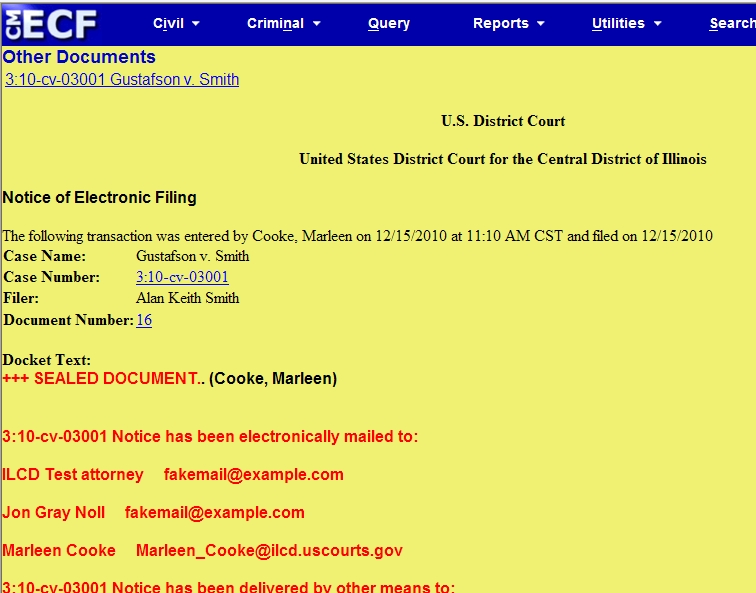 CM ECF Civil Criminal Query Reports Utilities Search
Other Documents
3:10-cv-03001 Gustafson v. Smith
U.S. District Court
United States District Court for the Central District of Illinois
Notice of Electronic Filing
The following transaction was entered by Cooke, Marleen on 12/15/2010 at 11:10 AM CST and filed on 12/15/2010
Case Name: Gustafson v. Smith
Case Number: 3:10-cv-03001
Filer: Alan Keith Smith
Document Number: 16
Docket Text:
+++ SEALED DOCUMENT.. (Cooke, Marleen)
3:10-cv-03001 Notice has been electronically mailed to:
ILCD Test attorney fakemail@example.com
Jon Gray Noll fakemail@example.com
Marleen Cooke Marleen_Cooke@ilcd.uscourts.gov
3:10-cv-03001 Notice has been delivered by other means to: